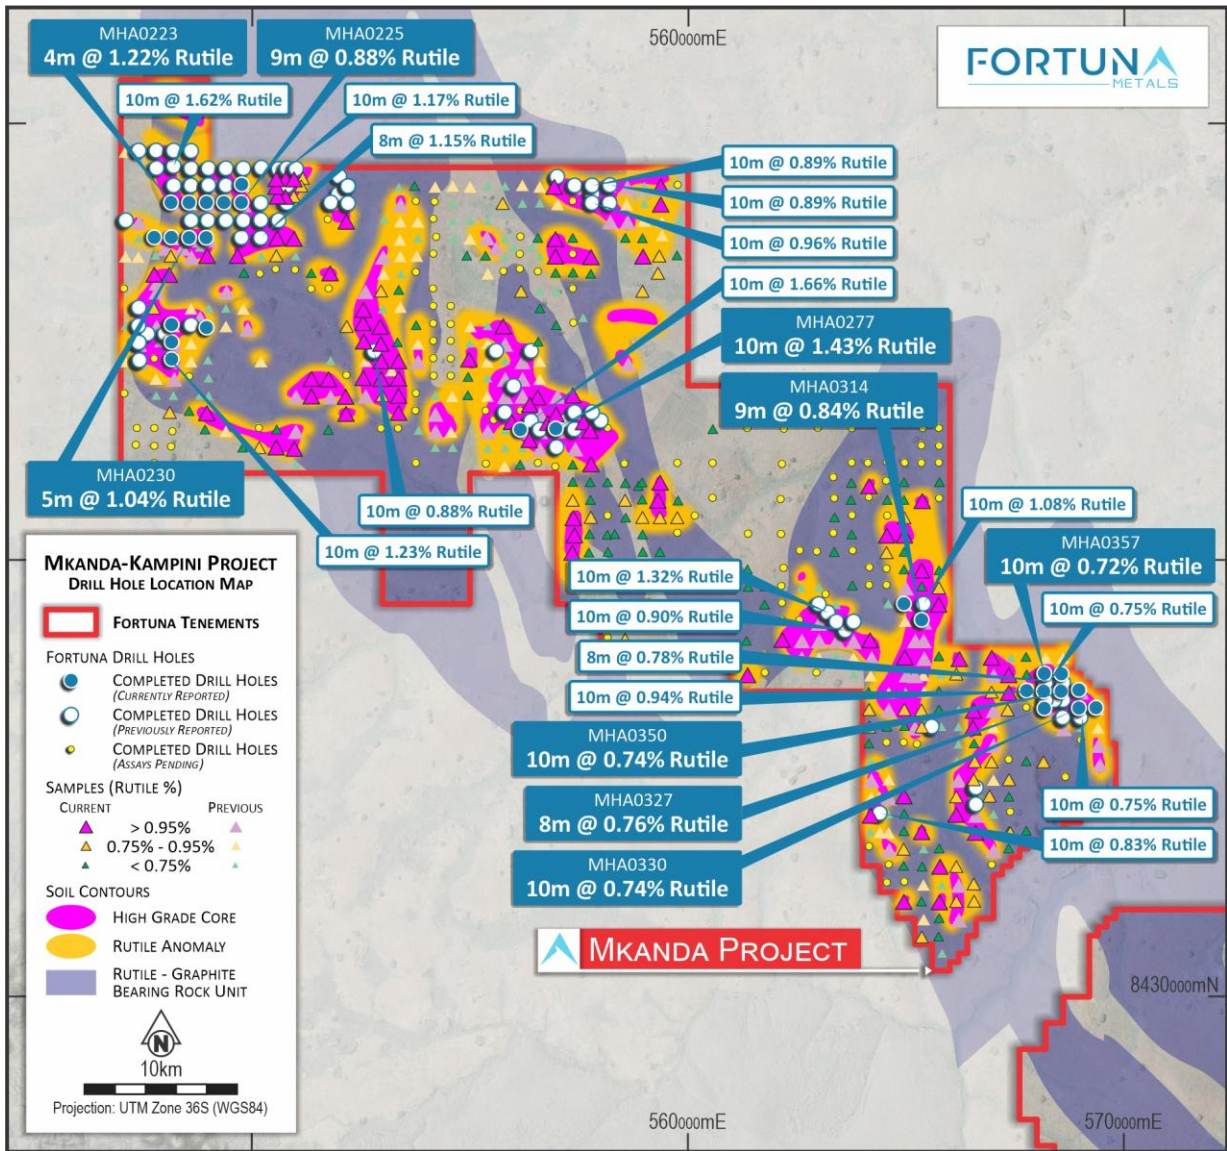 MHA0223
4m @ 1.22% Rutile
MHA0225
9m @ 0.88% Rutile
560000mE
FORTUNA
METALS
10m @ 1.62% Rutile
10m @ 1.17% Rutile
8m @ 1.15% Rutile
10m @ 0.89% Rutile
10m @ 0.89% Rutile
10m @ 0.96% Rutile
10m @ 1.66% Rutile
MHA0277
10m @ 1.43% Rutile
MHA0314
9m @ 0.84% Rutile
MHA0230
5m @ 1.04% Rutile
10m @ 0.88% Rutile
10m @ 1.23% Rutile
10m @ 1.08% Rutile
MHA0357
10m @ 0.72% Rutile
10m @ 1.32% Rutile
10m @ 0.75% Rutile
10m @ 0.90% Rutile
8m @ 0.78% Rutile
10m @ 0.94% Rutile
MHA0350
10m @ 0.74% Rutile
MHA0327
8m @ 0.76% Rutile
10m @ 0.75% Rutile
10m @ 0.83% Rutile
MHA0330
10m @ 0.74% Rutile
MKANDA PROJECT
8430000mN
560000mE
570000mE
MKANDA-KAMPINI PROJECT
DRILL HOLE LOCATION MAP
FORTUNA TENEMENTS
FORTUNA DRILL HOLES
COMPLETED DRILL HOLES
(CURRENTLY REPORTED)
COMPLETED DRILL HOLES
(PREVIOUSLY REPORTED)
COMPLETED DRILL HOLES
(ASSAYS PENDING)
SAMPLES (RUTILE %)
CURRENT PREVIOUS
> 0.95%
0.75% - 0.95%
< 0.75%
SOIL CONTOURS
HIGH GRADE CORE
RUTILE ANOMALY
RUTILE - GRAPHITE
BEARING ROCK UNIT
N
10km
Projection: UTM Zone 36S (WGS84)